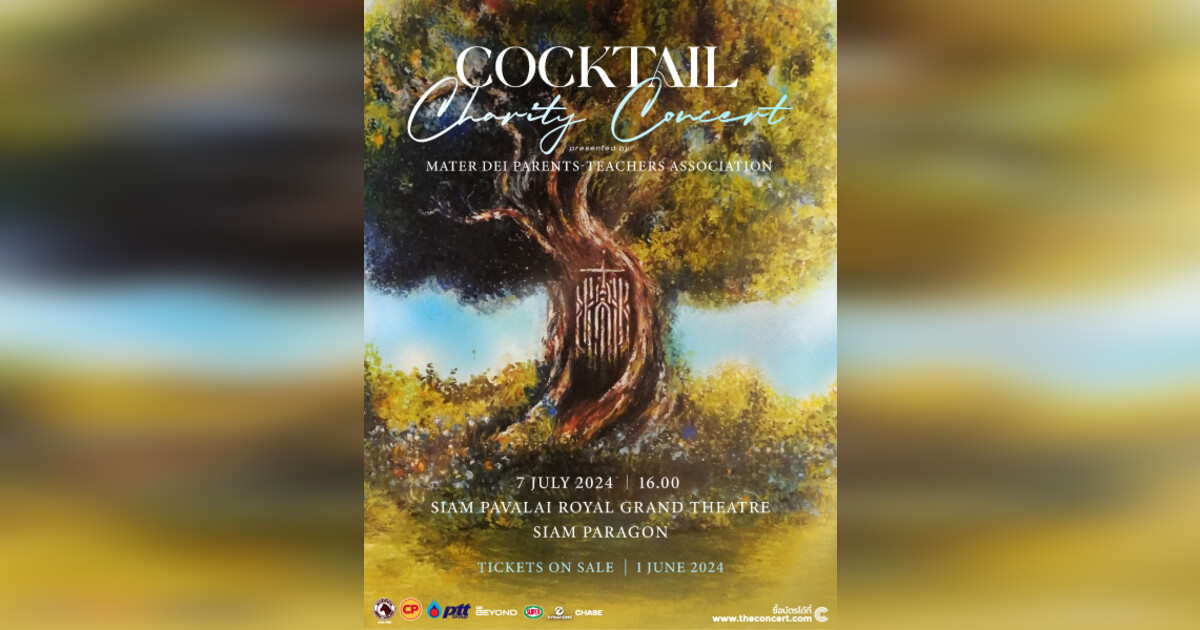 COCKTAIL
Charity Concert
presented by
MATER DEI PARENTS-TEACHERS ASSOCIATION
7 JULY 2024 | 16.00
SIAM PAVALAI ROYAL GRAND THEATRE
SIAM PARAGON
TICKETS ON SALE | 1 JUNE 2024
CP ptt BEYOND SUPER CHASE
ซื้อบัตรได้ที่
www.theconcert.com